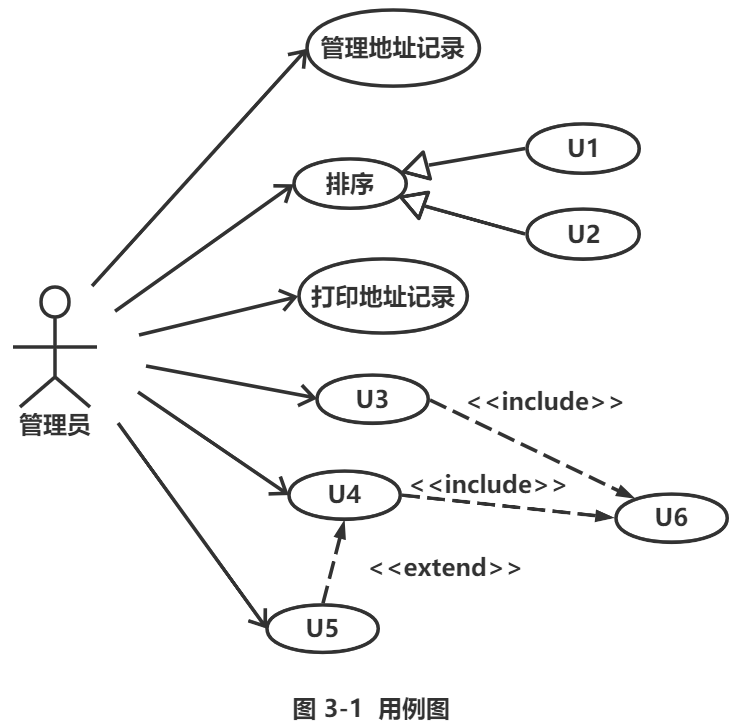 管理地址记录
U1
排序
U2
打印地址记录
管理员
U3
<<include>>
U4
<<include>>
U6
<<extend>>
U5
图 3-1 用例图